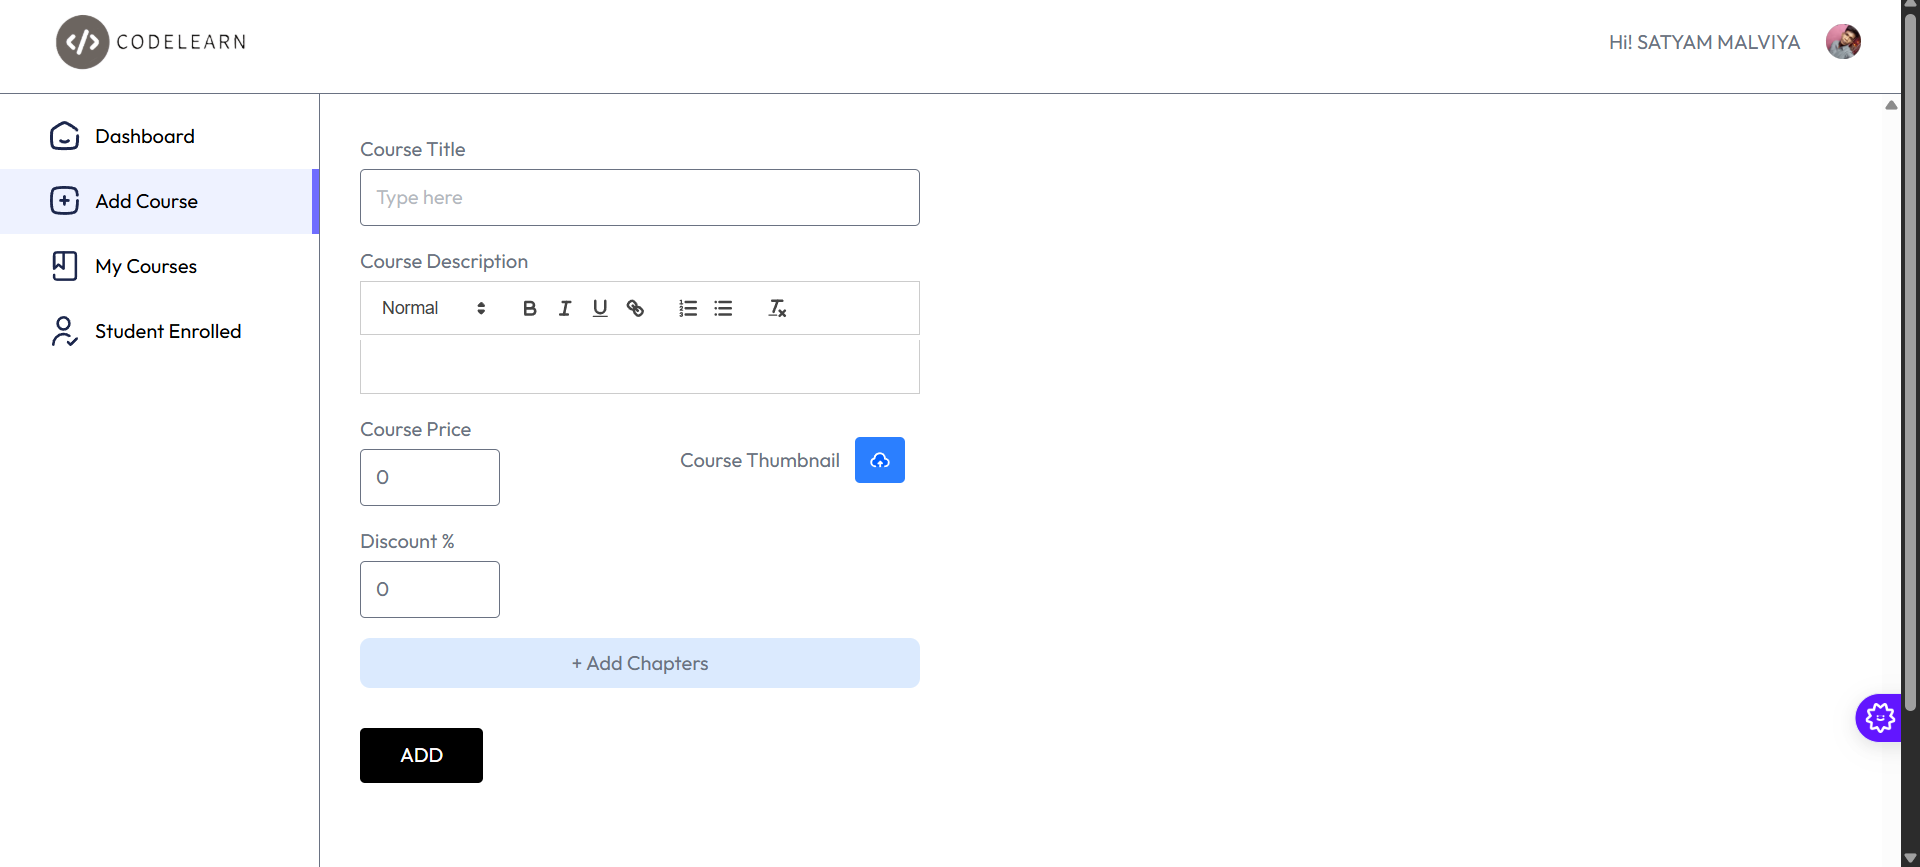 CODELEARN
Hi! SATYAM MALVIYA
Dashboard
Add Course
My Courses
Student Enrolled
Course Title
Type here
Course Description
Normal
Course Price
0
Course Thumbnail
Discount %
0
+ Add Chapters
ADD